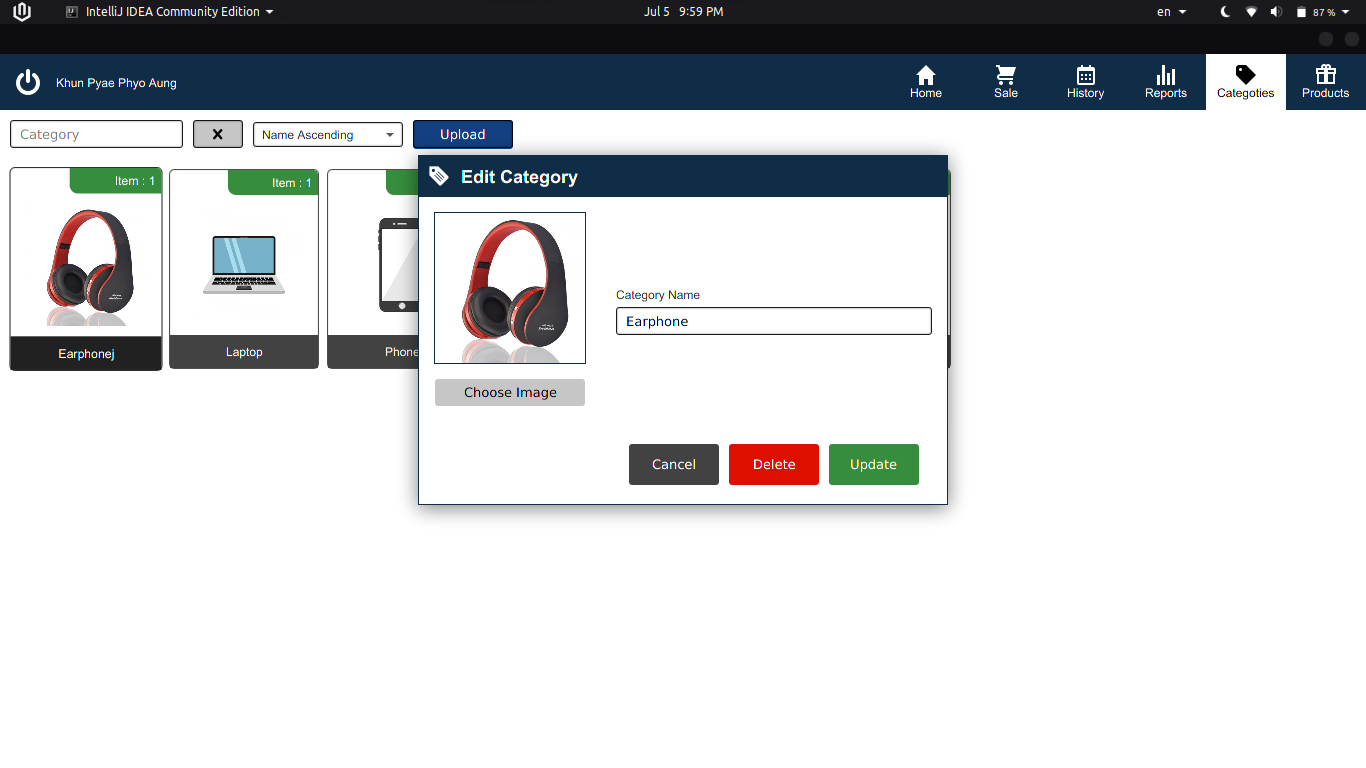 IntelliJ IDEA Community Edition
Jul 5 9:59 PM
en
87 %
Khun Pyae Phyo Aung
Home
Sale
History
Reports
Categoties
Products
Category
Name Ascending
Upload
Item : 1
Item : 1
Earphonej
Laptop
Phone
Edit Category
Category Name
Earphone
Choose Image
Cancel
Delete
Update